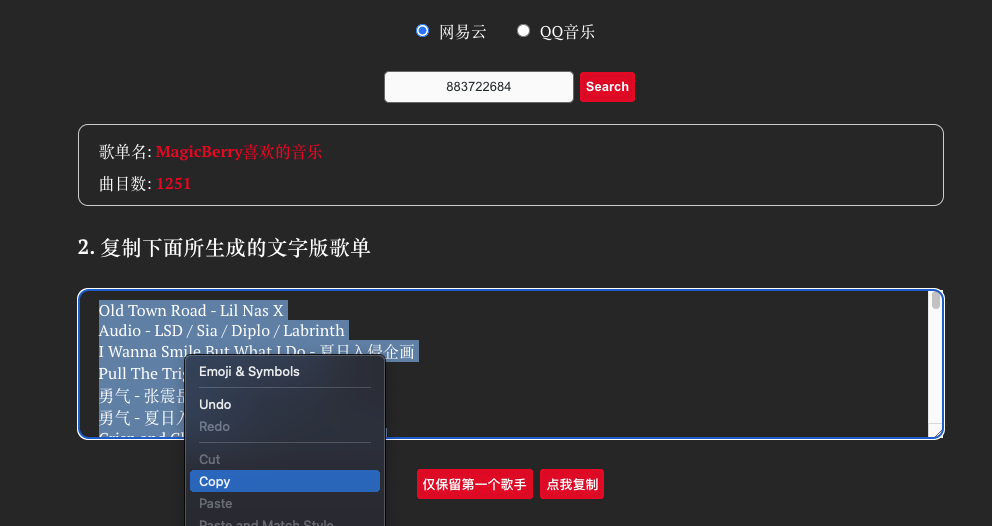 网易云 QQ音乐
883722684 Search
歌单名: MagicBerry喜欢的音乐
曲目数: 1251
2. 复制下面所生成的文字版歌单
Old Town Road - Lil Nas X
Audio - LSD / Sia / Diplo / Labrinth
I Wanna Smile But What I Do - 夏日入侵企画
Pull The
勇气 - 张震岳
勇气 - 夏日入
Crisp and
Emoji & Symbols
Undo
Redo
Cut
Copy
Paste
Paste and Match Style
仅保留第一个歌手 点我复制